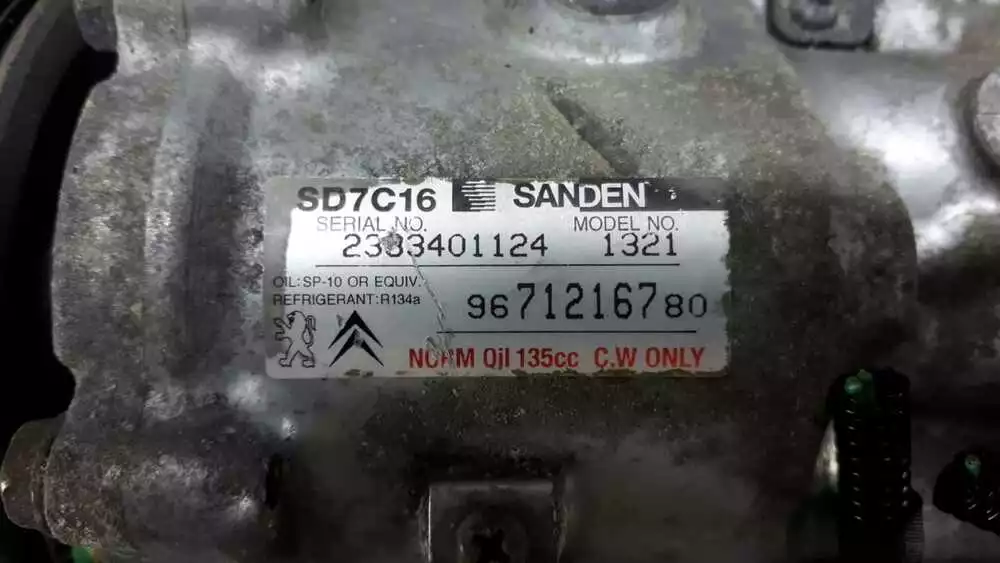 SD7C16 SANDEN
SERIAL NO. MODEL NO.
2333401124 1321
OIL:SP-10 OR EQUIV.
REFRIGERANT:R134a
9671216780
NORM Oil 135cc C.W ONLY